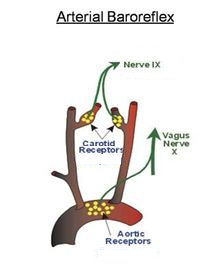 Arterial Baroreflex
Nerve IX
Carotid
Receptors
Vagus
Nerve
X
Aortic
Receptors